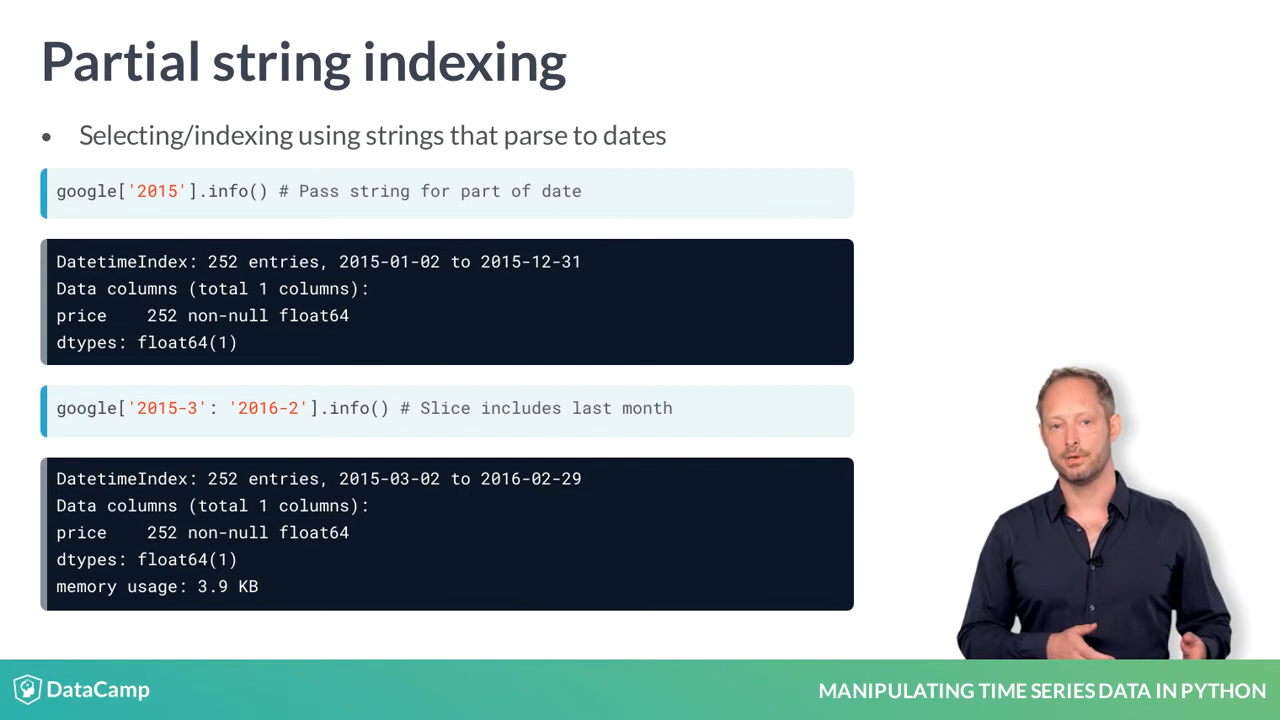 Partial string indexing
• Selecting/indexing using strings that parse to dates
google['2015'].info() # Pass string for part of date
DatetimeIndex: 252 entries, 2015-01-02 to 2015-12-31
Data columns (total 1 columns):
price    252 non-null float64
dtypes: float64(1)
google['2015-3': '2016-2'].info() # Slice includes last month
DatetimeIndex: 252 entries, 2015-03-02 to 2016-02-29
Data columns (total 1 columns):
price    252 non-null float64
dtypes: float64(1)
memory usage: 3.9 KB
DataCamp
MANIPULATING TIME SERIES DATA IN PYTHON